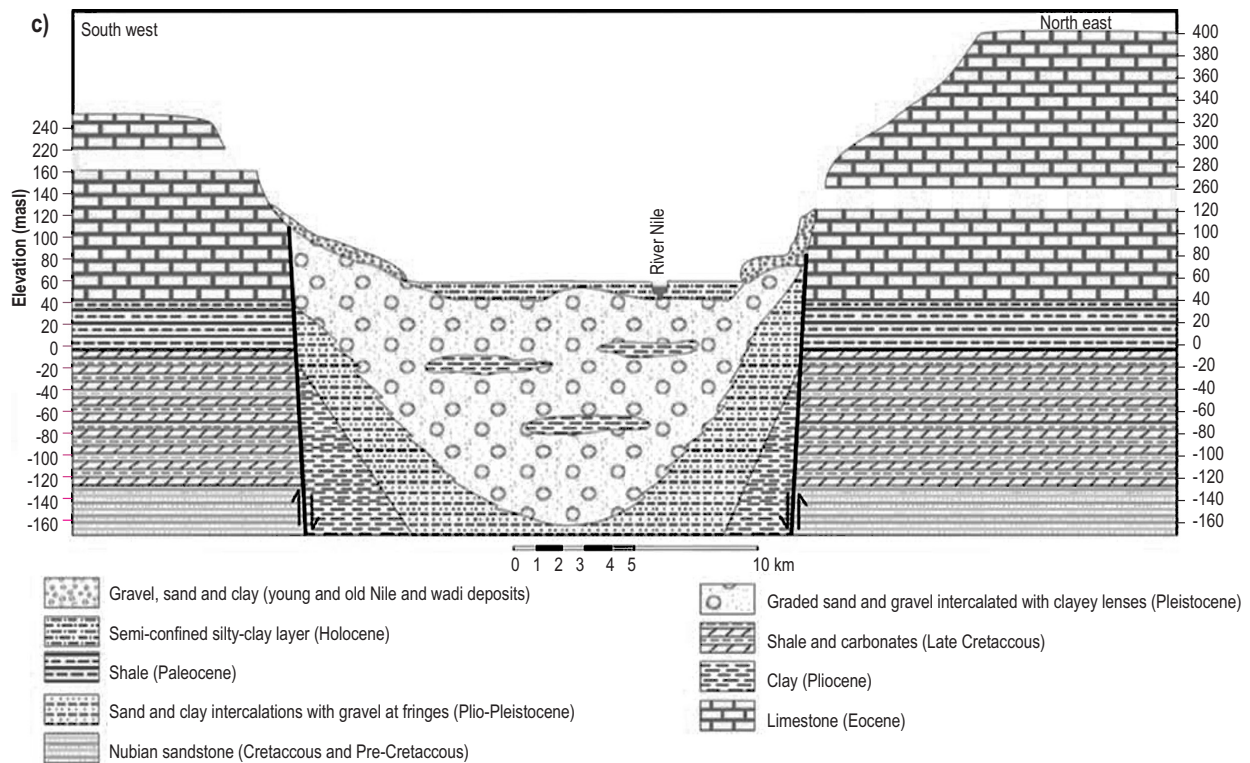 c)
South west
North east
Elevation (masl)
240
220
160
140
120
100
80
60
40
20
0
-20
-40
-60
-80
-100
-120
-140
-160
River Nile
400
380
360
340
320
300
280
260
120
100
80
60
40
20
0
-20
-40
-60
-80
-100
-120
-140
-160
0 1 2 3 4 5 10 km
Gravel, sand and clay (young and old Nile and wadi deposits)
Semi-confined silty-clay layer (Holocene)
Shale (Paleocene)
Sand and clay intercalations with gravel at fringes (Plio-Pleistocene)
Nubian sandstone (Cretaccous and Pre-Cretaccous)
Graded sand and gravel intercalated with clayey lenses (Pleistocene)
Shale and carbonates (Late Cretaccous)
Clay (Pliocene)
Limestone (Eocene)